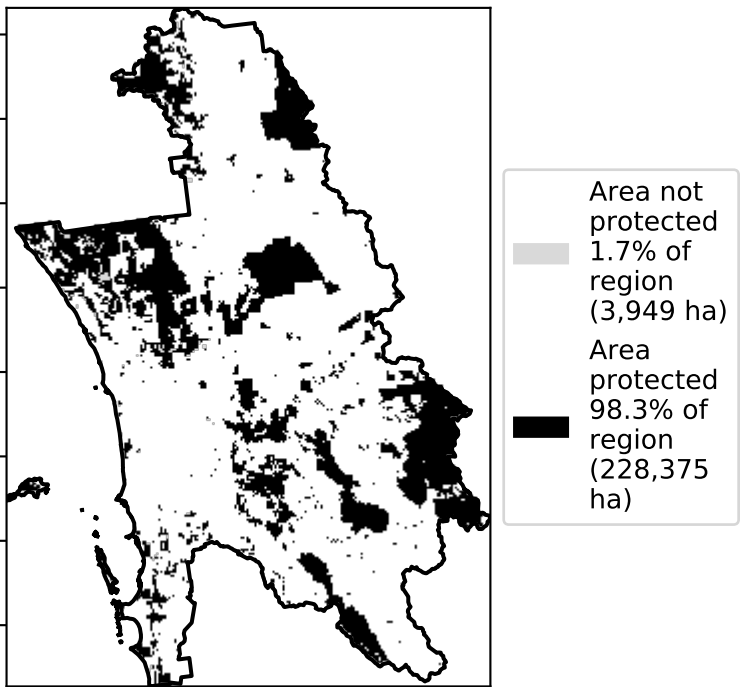 Area not
protected
1.7% of
region
(3,949 ha)
Area
protected
98.3% of
region
(228,375
ha)